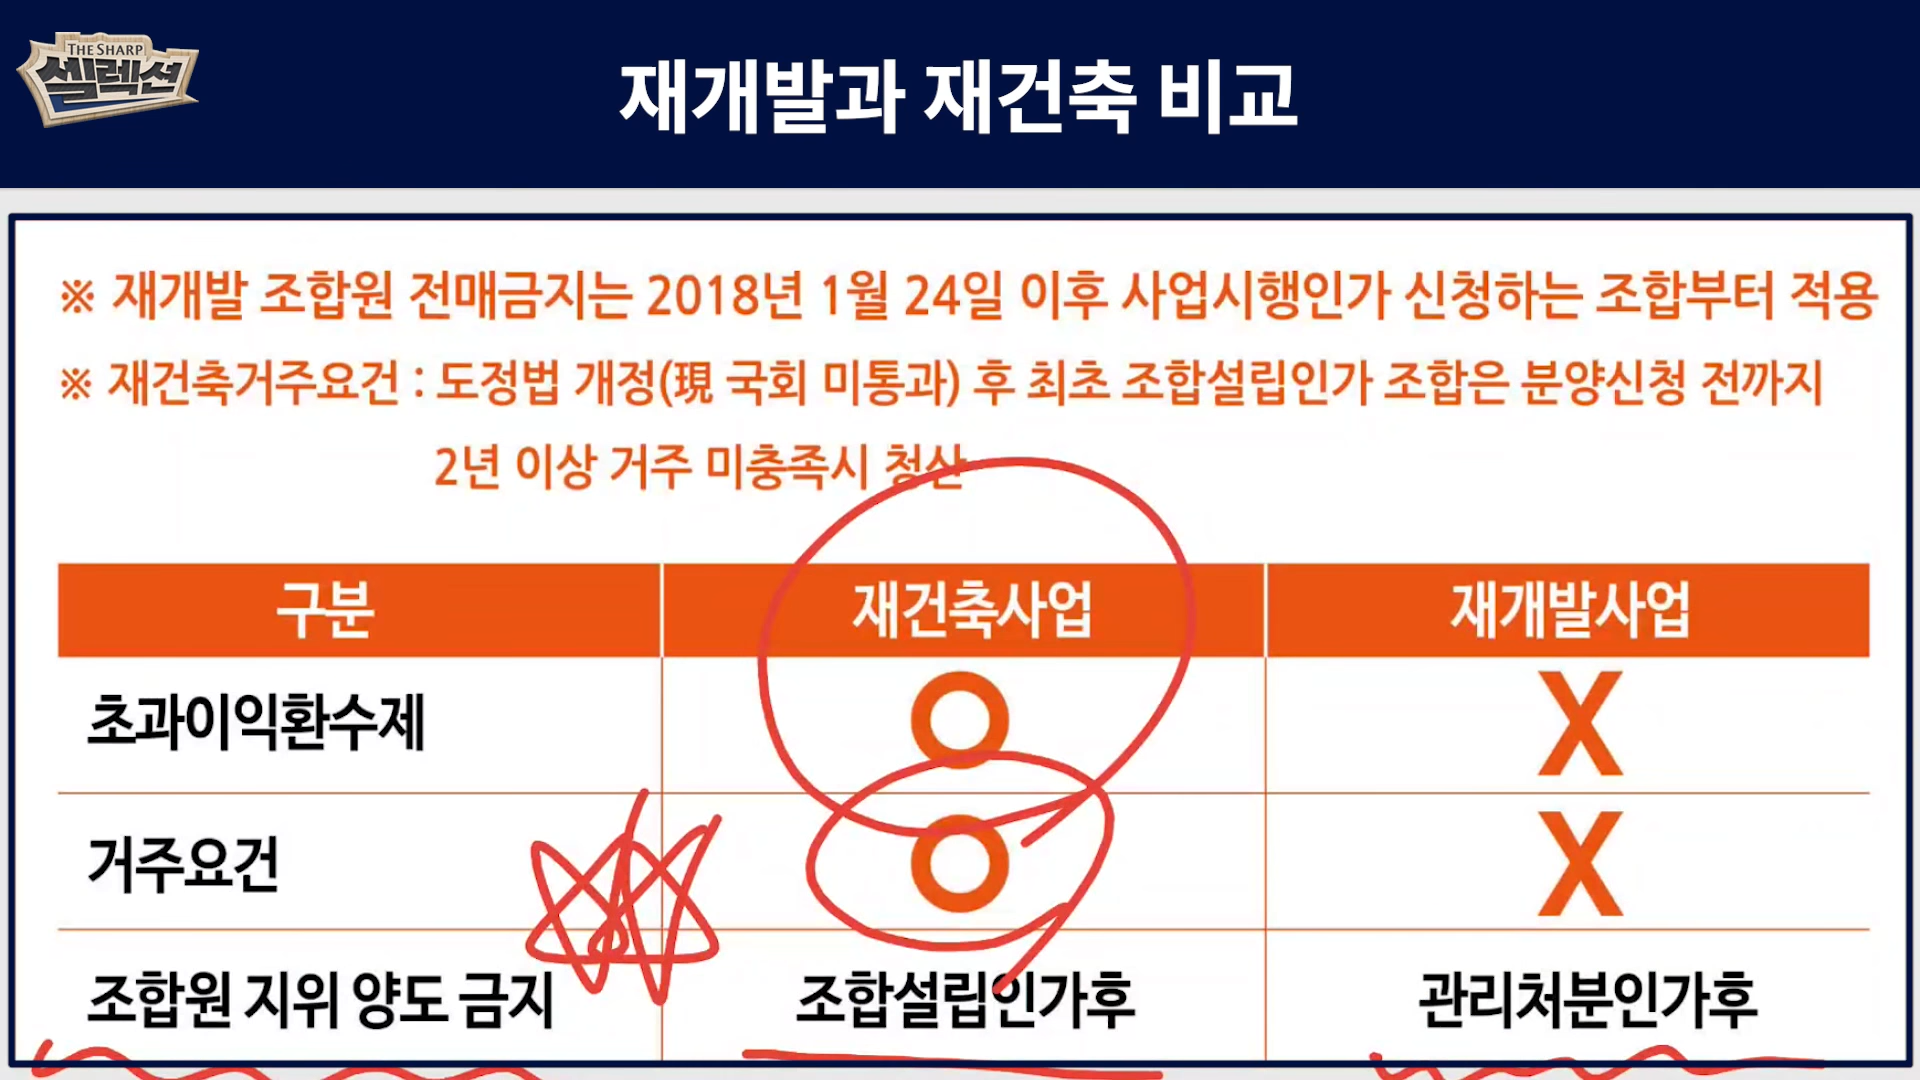 THE SHARP
셀렉션
재개발과 재건축 비교
※ 재개발 조합원 전매금지는 2018년 1월 24일 이후 사업시행인가 신청하는 조합부터 적용
※ 재건축거주요건 : 도정법 개정(現 국회 미통과) 후 최초 조합설립인가 조합은 분양신청 전까지
2년 이상 거주 미충족시 청산
구분 재건축사업 재개발사업
초과이익환수제 O X
거주요건 O X
조합원 지위 양도 금지 조합설립인가후 관리처분인가후